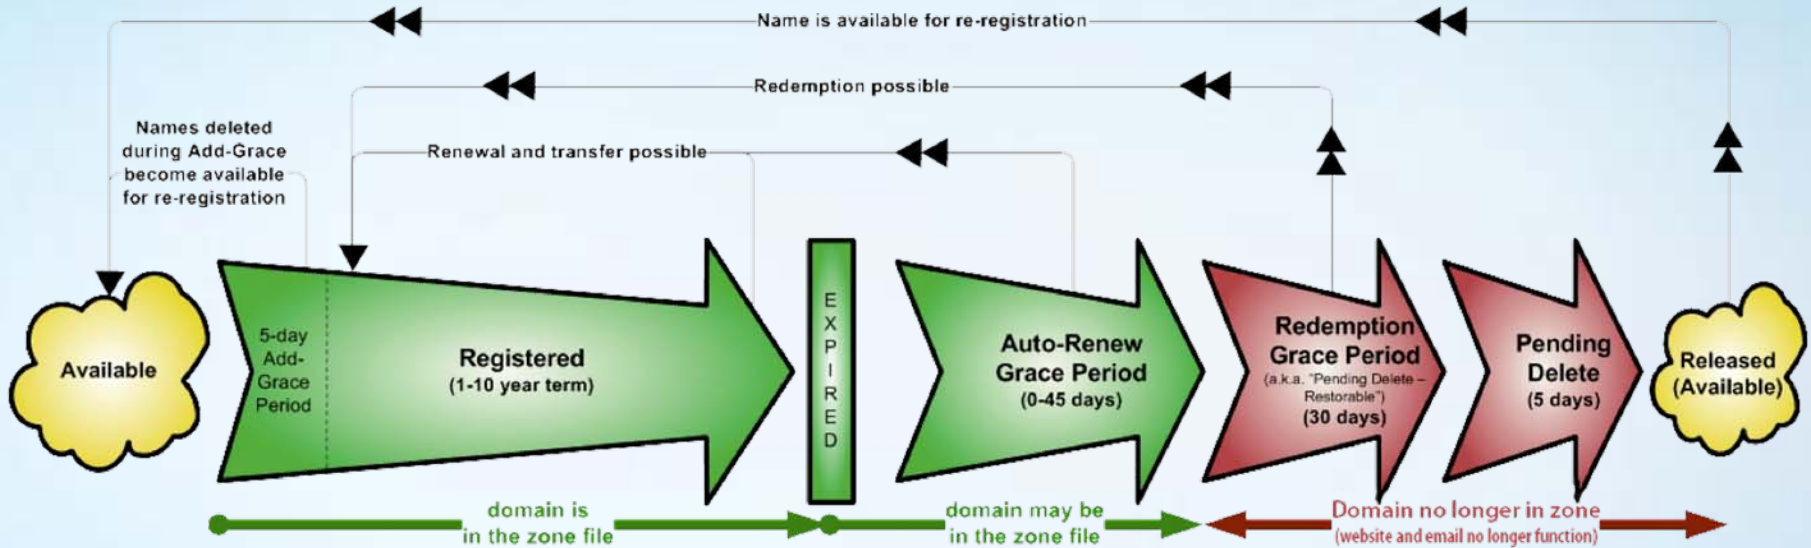 Name is available for re-registration
Redemption possible
Names deleted
during Add-Grace
become available
for re-registration
Renewal and transfer possible
Available
5-day
Add-
Grace
Period
Registered
(1-10 year term)
EXPIRED
Auto-Renew
Grace Period
(0-45 days)
Redemption
Grace Period
(a.k.a. "Pending Delete –
Restorable")
(30 days)
Pending
Delete
(5 days)
Released
(Available)
domain is
in the zone file
domain may be
in the zone file
Domain no longer in zone
(website and email no longer function)